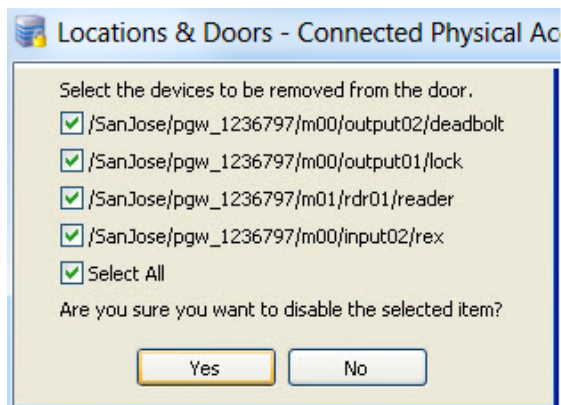 Locations & Doors - Connected Physical Ac
Select the devices to be removed from the door.
/SanJose/pgw_1236797/m00/output02/deadbolt
/SanJose/pgw_1236797/m00/output01/lock
/SanJose/pgw_1236797/m01/rdr01/reader
/SanJose/pgw_1236797/m00/input02/rex
Select All
Are you sure you want to disable the selected item?
Yes No